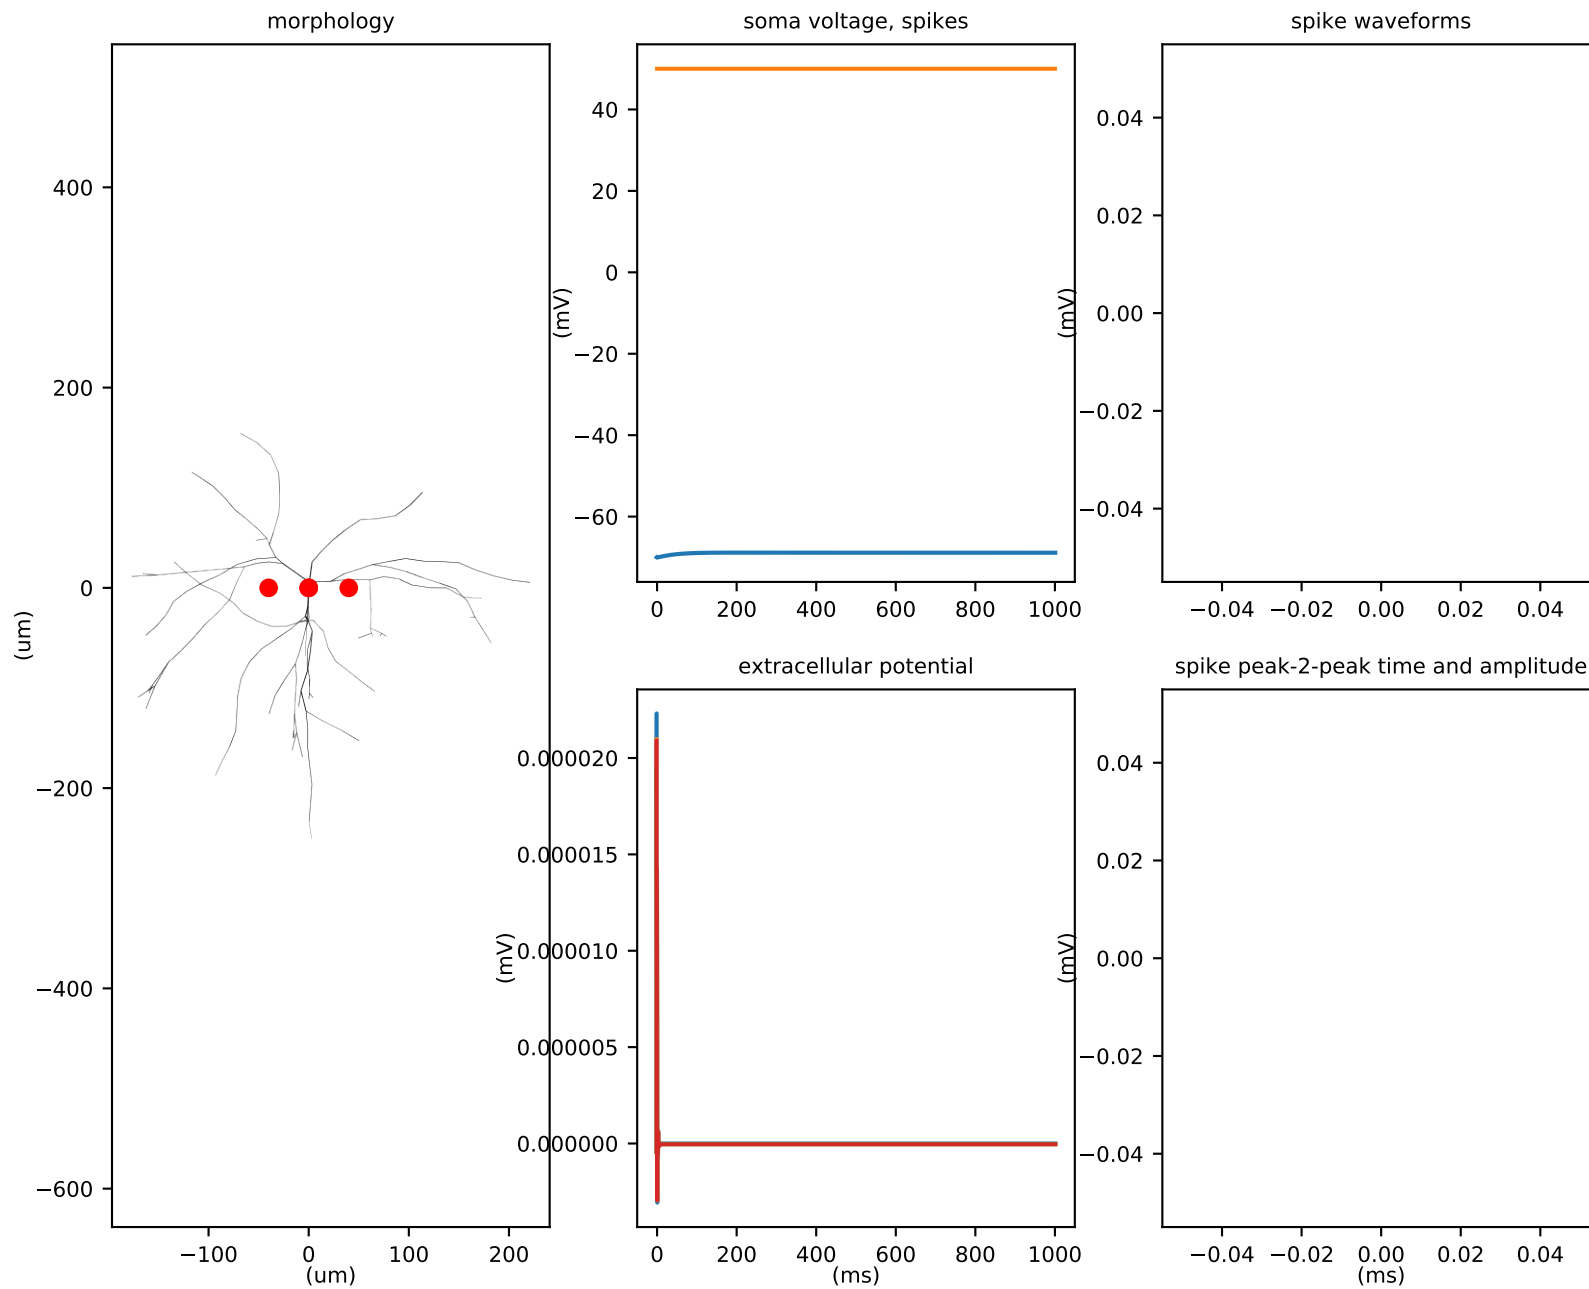 morphology
400
200
0
−200
−400
−600
(um)
−100 0 100 200
(um)
soma voltage, spikes
40
20
0
−20
−40
−60
(mV)
0 200 400 600 800 1000
spike waveforms
0.04
0.02
0.00
−0.02
−0.04
(mV)
−0.04 −0.02 0.00 0.02 0.04
extracellular potential
0.000020
0.000015
0.000010
0.000005
0.000000
(mV)
0 200 400 600 800 1000
(ms)
spike peak-2-peak time and amplitude
0.04
0.02
0.00
−0.02
−0.04
(mV)
−0.04 −0.02 0.00 0.02 0.04
(ms)